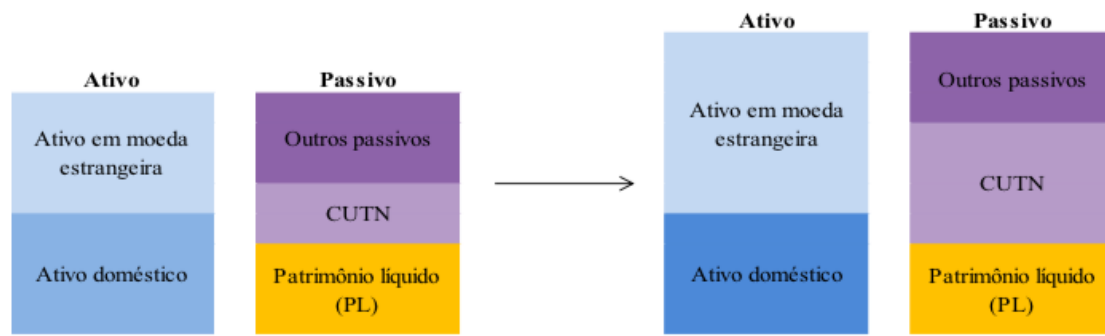 Ativo
Passivo
Ativo em moeda
estrangeira
Outros passivos
CUTN
Ativo doméstico
Patrimônio líquido
(PL)
Ativo
Passivo
Ativo em moeda
estrangeira
Outros passivos
CUTN
Ativo doméstico
Patrimônio líquido
(PL)